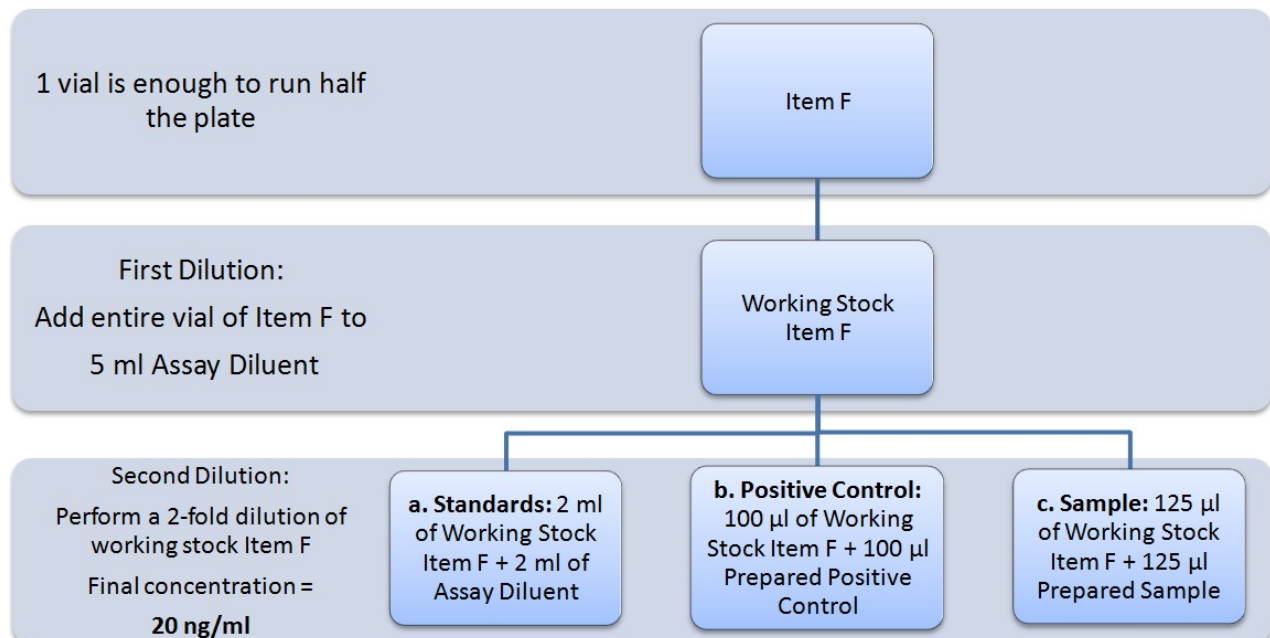 1 vial is enough to run half
the plate
Item F
First Dilution:
Add entire vial of Item F to
5 ml Assay Diluent
Working Stock
Item F
Second Dilution:
Perform a 2-fold dilution of
working stock Item F
Final concentration =
20 ng/ml
a. Standards: 2 ml
of Working Stock
Item F + 2 ml of
Assay Diluent
b. Positive Control:
100 µl of Working
Stock Item F + 100 µl
Prepared Positive
Control
c. Sample: 125 µl
of Working Stock
Item F + 125 µl
Prepared Sample